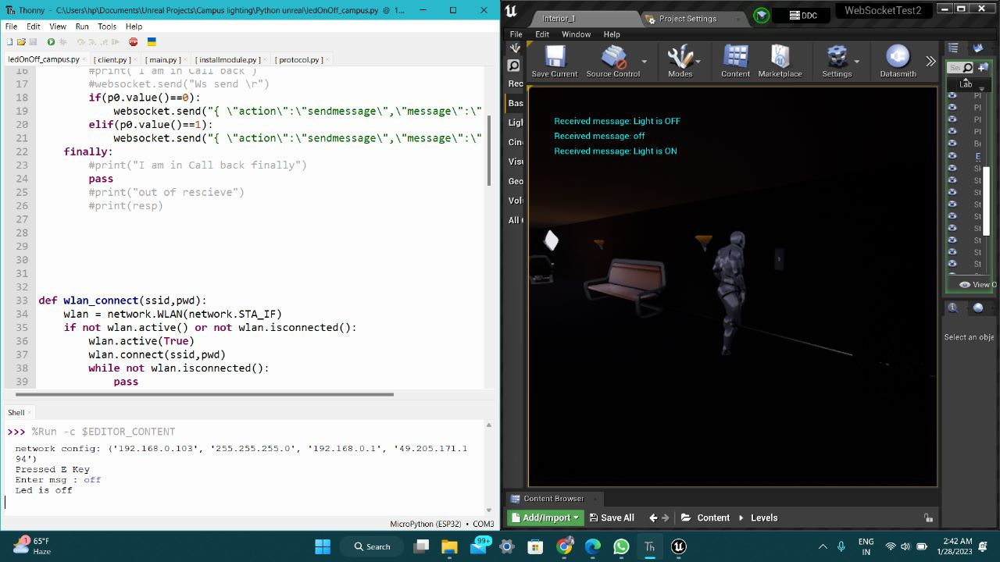 Thonny - C:\Users\hp\Documents\Unreal Projects\Campus lighting\Python unreal\ledOnOff_campus.py @ 1...
File Edit View Run Tools Help
ledOnOff_campus.py [ client.py ] [ main.py ] [ installmodule.py ] [ protocol.py ]
16 #print("I am in Call back")
17 #websocket.send("Ws send \r")
18 if(p0.value()==0):
19 websocket.send("{ \"action\":\"sendmessage\",\"message\":\"
20 elif(p0.value()==1):
21 websocket.send("{ \"action\":\"sendmessage\",\"message\":\"
22 finally:
23 #print("I am in Call back finally")
24 pass
25 #print("out of rescieve")
26 #print(resp)
27
28
29
30
31
32
33 def wlan_connect(ssid,pwd):
34 wlan = network.WLAN(network.STA_IF)
35 if not wlan.active() or not wlan.isconnected():
36 wlan.active(True)
37 wlan.connect(ssid,pwd)
38 while not wlan.isconnected():
39 pass
Shell
>>> %Run -c $EDITOR_CONTENT
network config: ('192.168.0.103', '255.255.255.0', '192.168.0.1', '49.205.171.1
94')
Pressed E Key
Enter msg : off
Led is off
MicroPython (ESP32) • COM3
Interior_1 Project Settings DDC WebSocketTest2
File Edit Window Help
Save Current Source Control Modes Content Marketplace Settings Datasmith
Rec
Bas
Ligh
Cin
Visu
Geo
Volu
All
Received message: Light is OFF
Received message: off
Received message: Light is ON
Sea
Lab
Pl
Pl
Pl
Pl
Br
E
Sk
St
St
St
St
St
St
St
St
View O
Select an obje
Content Browser
Add/Import Save All Content Levels
1
65°F
Haze
Search
99+
Th
ENG
IN
2:42 AM
1/28/2023